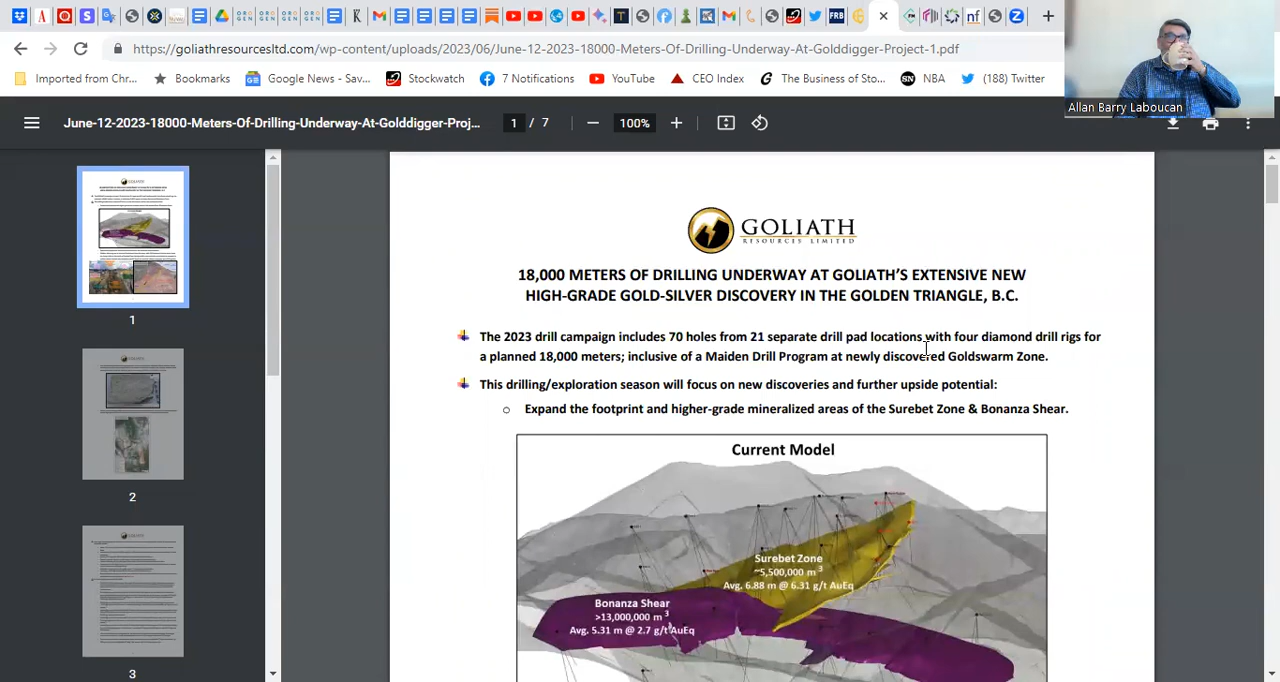 https://goliathresourcesltd.com/wp-content/uploads/2023/06/June-12-2023-18000-Meters-Of-Drilling-Underway-At-Golddigger-Project-1.pdf
Imported from Chr... Bookmarks Google News - Sav... Stockwatch 7 Notifications YouTube CEO Index The Business of Sto... NBA (188) Twitter
Allan Barry Laboucan
June-12-2023-18000-Meters-Of-Drilling-Underway-At-Golddigger-Proj... 1 / 7 100%
GOLIATH
RESOURCES LIMITED
18,000 METERS OF DRILLING UNDERWAY AT GOLIATH'S EXTENSIVE NEW
HIGH-GRADE GOLD-SILVER DISCOVERY IN THE GOLDEN TRIANGLE, B.C.
The 2023 drill campaign includes 70 holes from 21 separate drill pad locations with four diamond drill rigs for
a planned 18,000 meters; inclusive of a Maiden Drill Program at newly discovered Goldswarm Zone.
This drilling/exploration season will focus on new discoveries and further upside potential:
Expand the footprint and higher-grade mineralized areas of the Surebet Zone & Bonanza Shear.
Current Model
Surebet Zone
~5,500,000 m³
Avg. 6.88 m @ 6.31 g/t AuEq
Bonanza Shear
>13,000,000 m³
Avg. 5.31 m @ 2.7 g/t AuEq
1
2
3